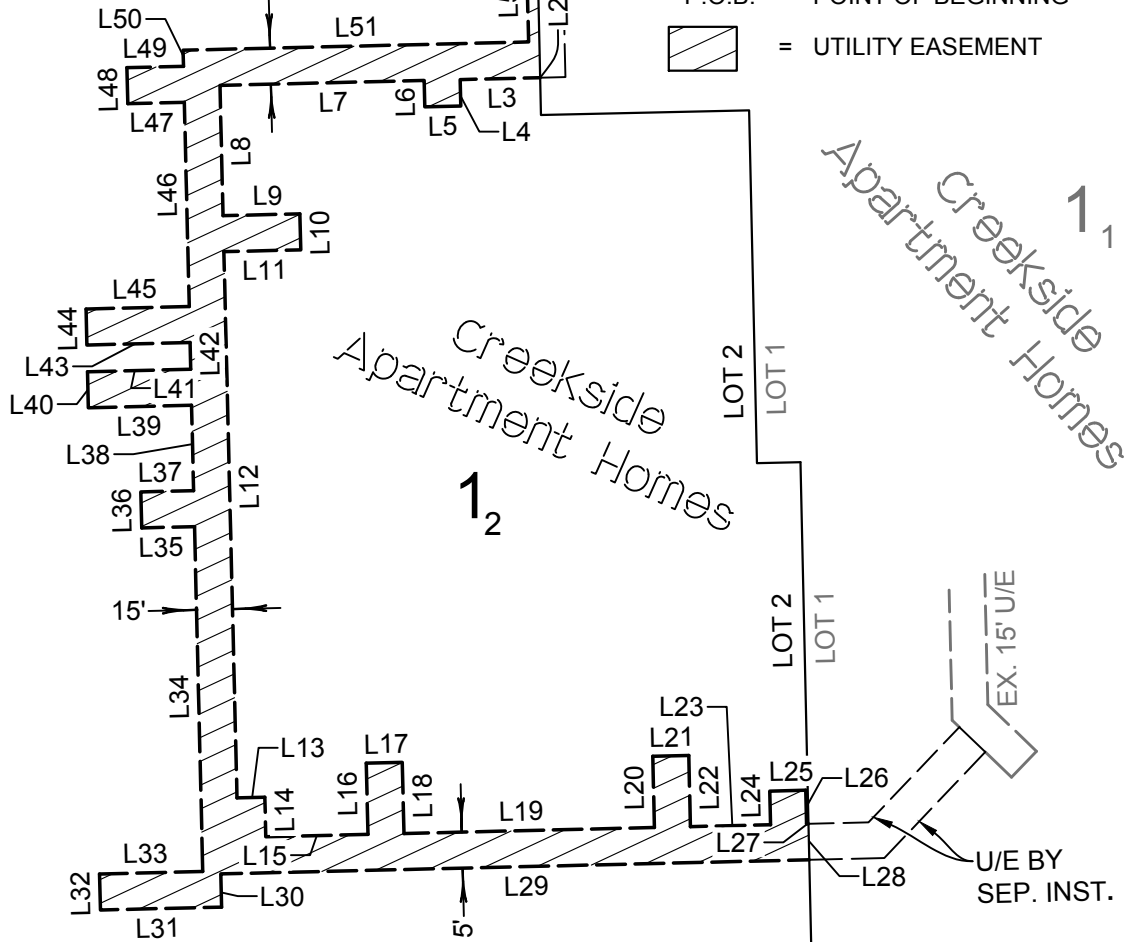 P.O.B. POINT OF BEGINNING
= UTILITY EASEMENT
L50
L49
L51
L48
L47
L7
L6
L5
L3
L4
L8
L46
L9
L10
L11
L45
L44
L43
L42
L41
L40
L39
L38
L37
L36
L35
L12
Creekside
Apartment Homes
1 2
Creekside
Apartment Homes
1 1
LOT 2
LOT 1
LOT 2
LOT 1
EX. 15' U/E
15'
L34
L13
L14
L15
L16
L17
L18
L19
L20
L21
L22
L23
L24
L25
L26
L27
L28
L29
L30
L31
L32
L33
5'
U/E BY
SEP. INST.